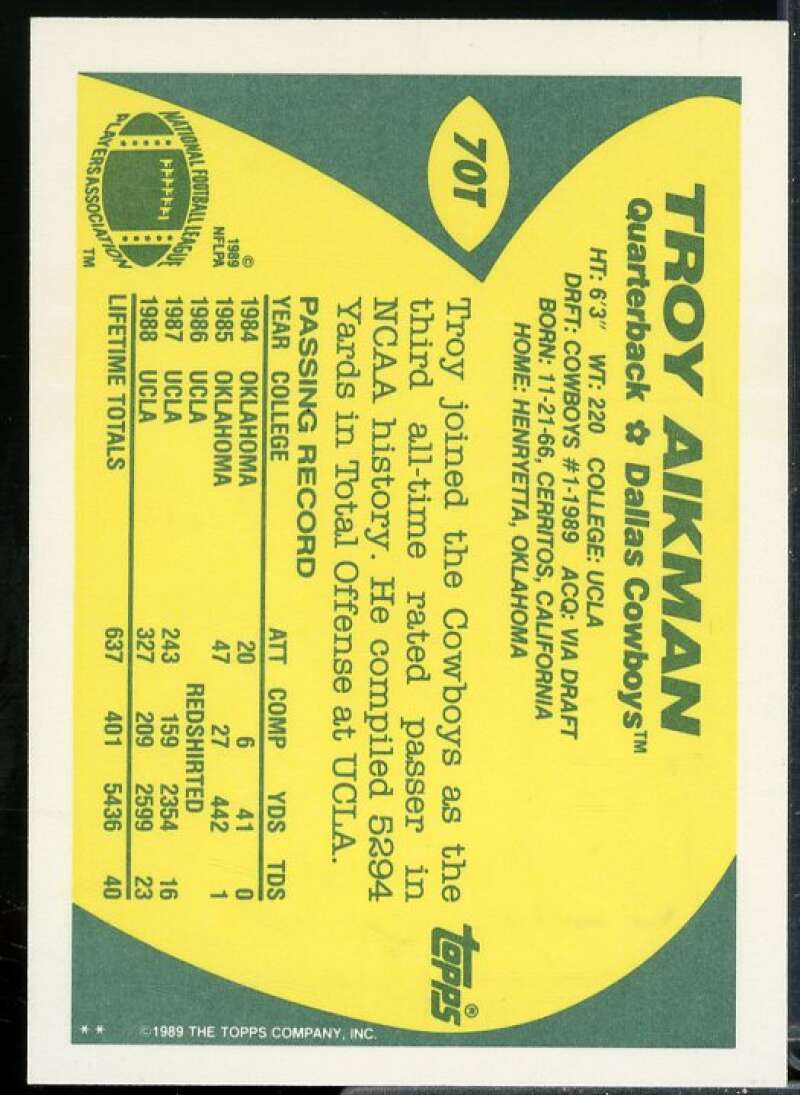 70T
TROY AIKMAN
Quarterback ✿ Dallas Cowboys™
HT: 6'3" WT: 220 COLLEGE: UCLA
DRFT: COWBOYS #1-1989 ACQ: VIA DRAFT
BORN: 11-21-66, CERRITOS, CALIFORNIA
HOME: HENRYETTA, OKLAHOMA
Troy joined the Cowboys as the
third all-time rated passer in
NCAA history. He compiled 5294
Yards in Total Offense at UCLA.
PASSING RECORD
YEAR COLLEGE ATT COMP YDS TDS
1984 OKLAHOMA 20 6 41 0
1985 OKLAHOMA 47 27 442 1
1986 UCLA REDSHIRTED
1987 UCLA 243 159 2354 16
1988 UCLA 327 209 2599 23
LIFETIME TOTALS 637 401 5436 40
NATIONAL FOOTBALL LEAGUE
PLAYERS ASSOCIATION
TM
©
1989
NFLPA
topps®
** ©1989 THE TOPPS COMPANY, INC.